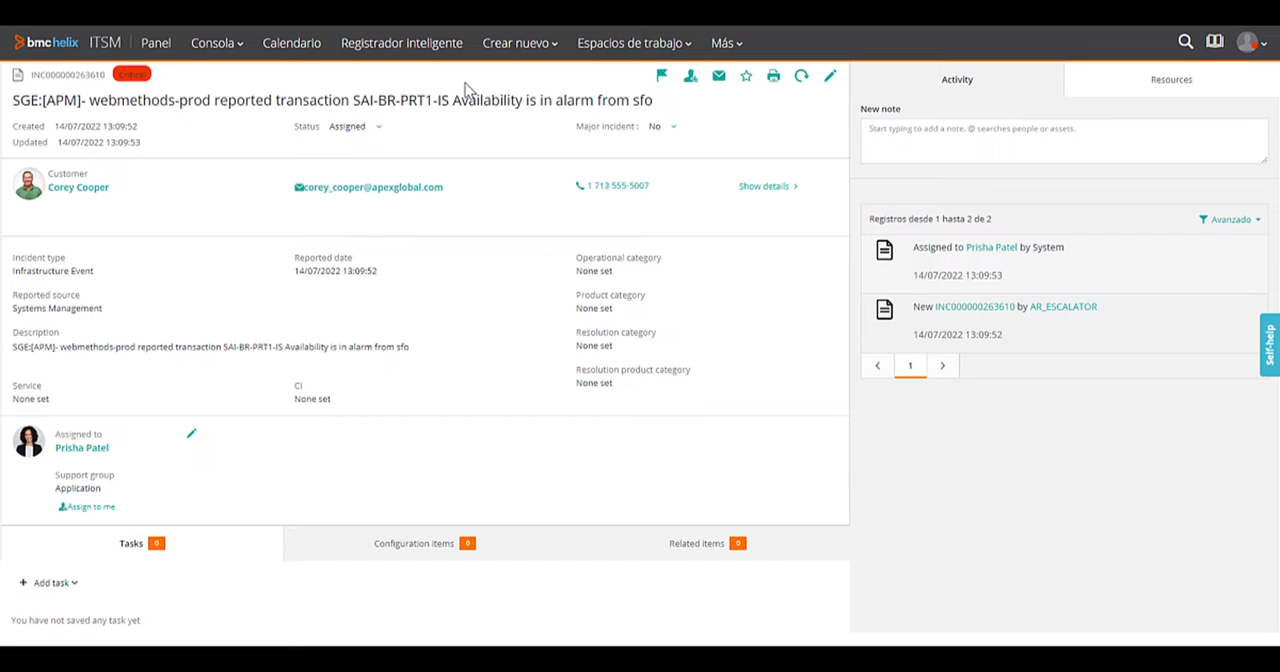 bmchelix ITSM Panel Consola Calendario Registrador inteligente Crear nuevo Espacios de trabajo Más
INC000000263610 Critical
SGE:[APM]- webmethods-prod reported transaction SAI-BR-PRT1-IS Availability is in alarm from sfo
Created 14/07/2022 13:09:52 Status Assigned Major incident : No
Updated 14/07/2022 13:09:53
Customer
Corey Cooper corey_cooper@apexglobal.com 1 713 555-5007 Show details
Incident type Reported date Operational category
Infrastructure Event 14/07/2022 13:09:52 None set
Reported source Product category
Systems Management None set
Description Resolution category
SGE:[APM]- webmethods-prod reported transaction SAI-BR-PRT1-IS Availability is in alarm from sfo None set
Resolution product category
None set
Service CI
None set None set
Assigned to
Prisha Patel
Support group
Application
Assign to me
Tasks 0 Configuration items 0 Related items 0
+ Add task
You have not saved any task yet
Activity Resources
New note
Start typing to add a note. @ searches people or assets.
Registros desde 1 hasta 2 de 2 Avanzado
Assigned to Prisha Patel by System
14/07/2022 13:09:53
New INC000000263610 by AR_ESCALATOR
14/07/2022 13:09:52
1
Self-help